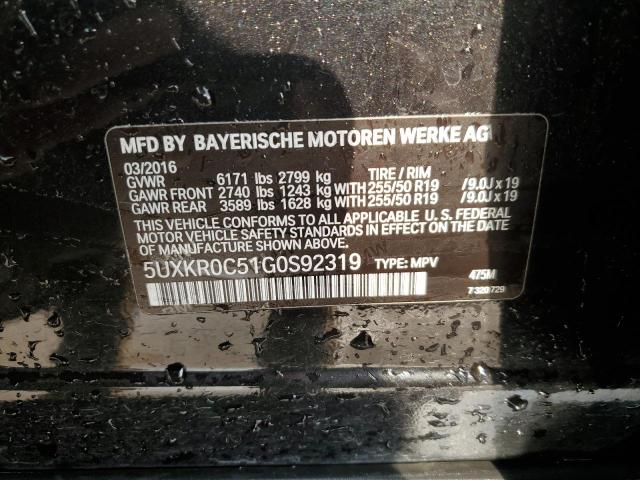 MFD BY BAYERISCHE MOTOREN WERKE AG
03/2016 TIRE / RIM
GVWR 6171 lbs 2799 kg
GAWR FRONT 2740 lbs 1243 kg WITH 255/50 R19 /9.0J x 19
GAWR REAR 3589 lbs 1628 kg WITH 255/50 R19 /9.0J x 19
THIS VEHICLE CONFORMS TO ALL APPLICABLE U. S. FEDERAL
MOTOR VEHICLE SAFETY STANDARDS IN EFFECT ON THE DATE
OF MANUFACTURE SHOWN ABOVE.
5UXKR0C51G0S92319 TYPE: MPV 475M
7 320 729